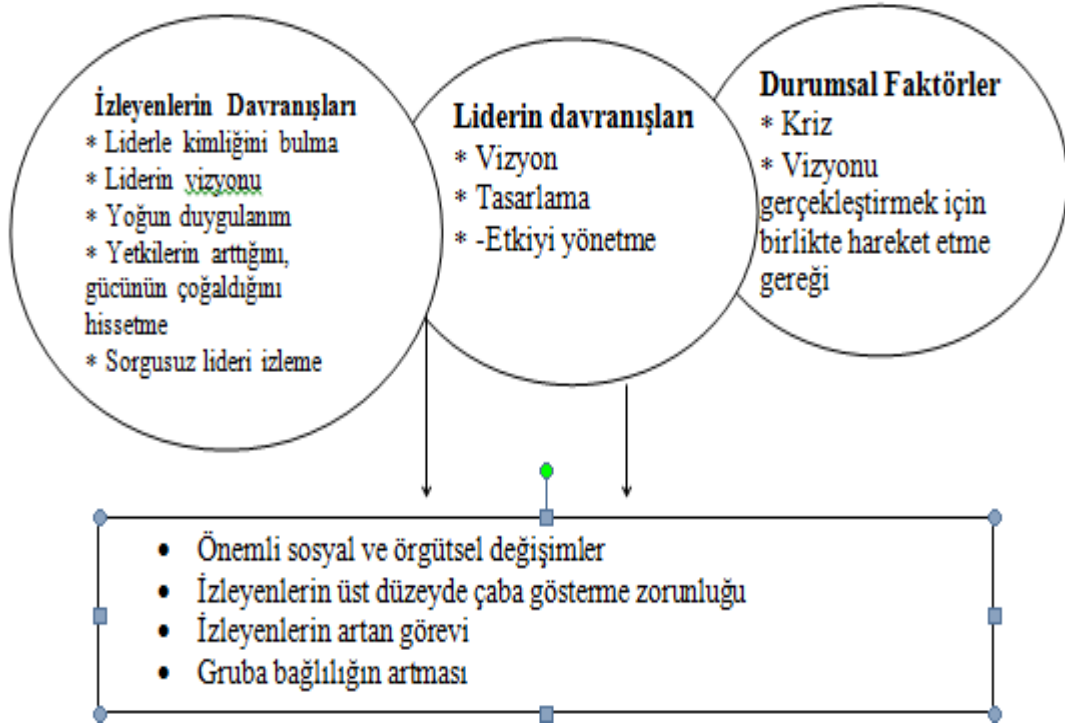 İzleyenlerin Davranışları
* Liderle kimliğini bulma
* Liderin vizyonu
* Yoğun duygulanım
* Yetkilerin arttığını,
gücünün çoğaldığını
hissetme
* Sorgusuz lideri izleme
Liderin davranışları
* Vizyon
* Tasarlama
* -Etkiyi yönetme
Durumsal Faktörler
* Kriz
* Vizyonu
gerçekleştirmek için
birlikte hareket etme
gereği
• Önemli sosyal ve örgütsel değişimler
• İzleyenlerin üst düzeyde çaba gösterme zorunluğu
• İzleyenlerin artan görevi
• Gruba bağlılığın artması